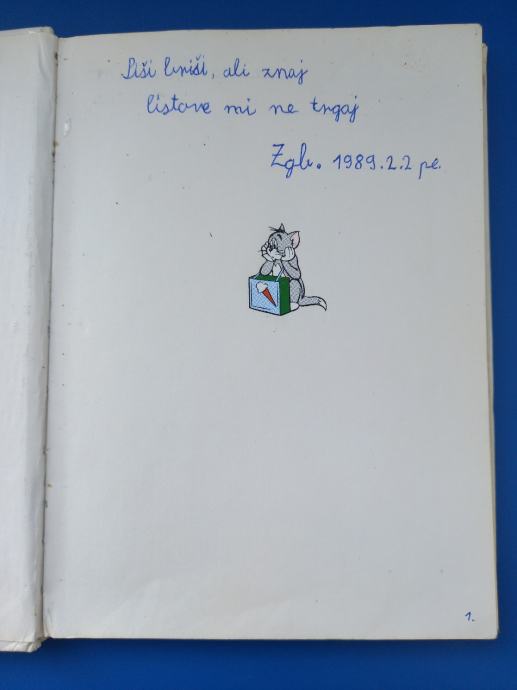 Piši briši, ali znaj
listove mi ne trgaj
Zgb. 1989.2.2 pe.
1.